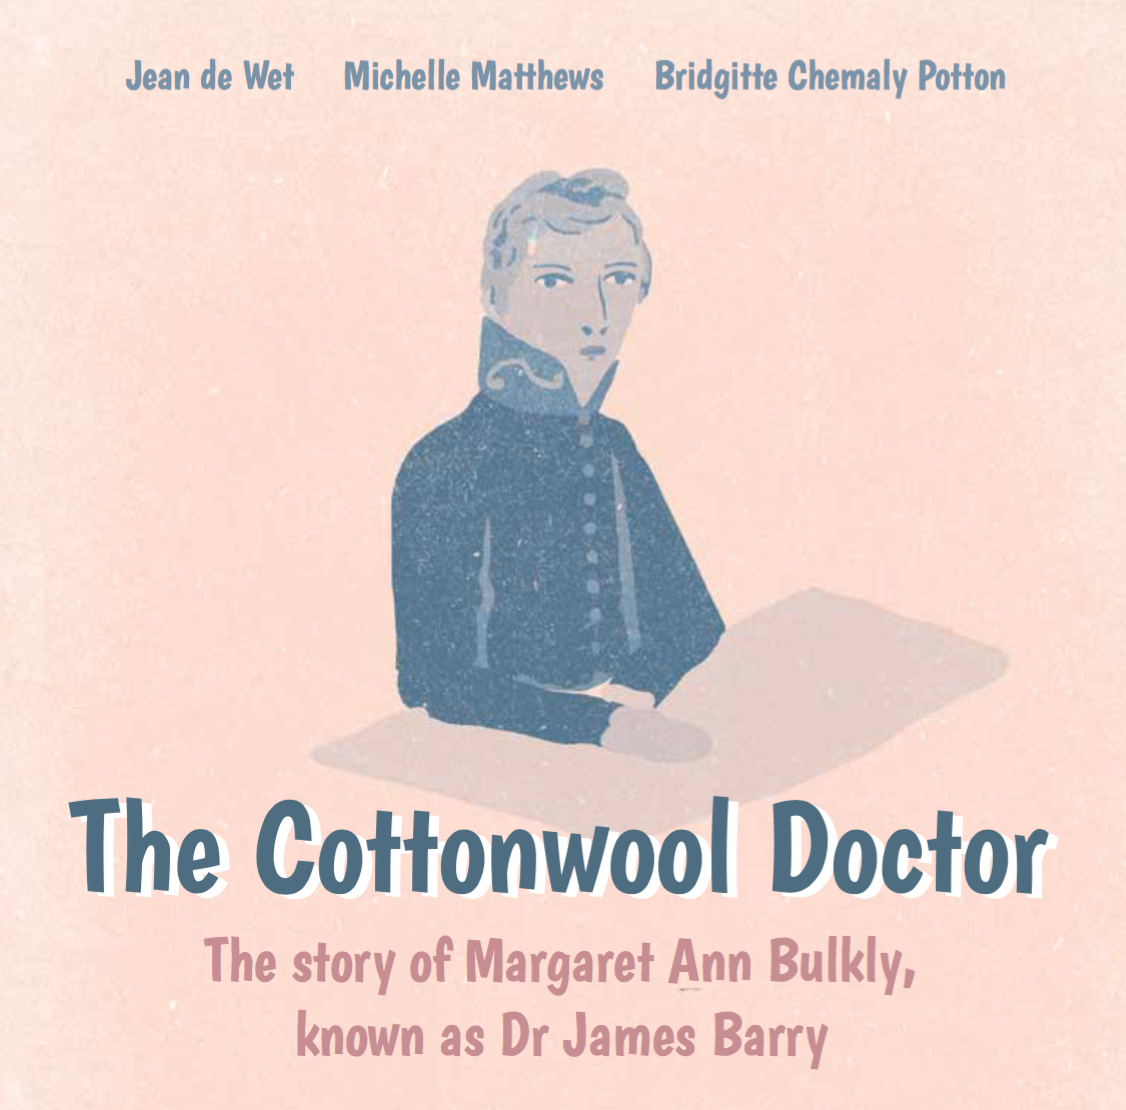 Jean de Wet Michelle Matthews Bridgitte Chemaly Potton
The Cottonwool Doctor
The story of Margaret Ann Bulkly,
known as Dr James Barry